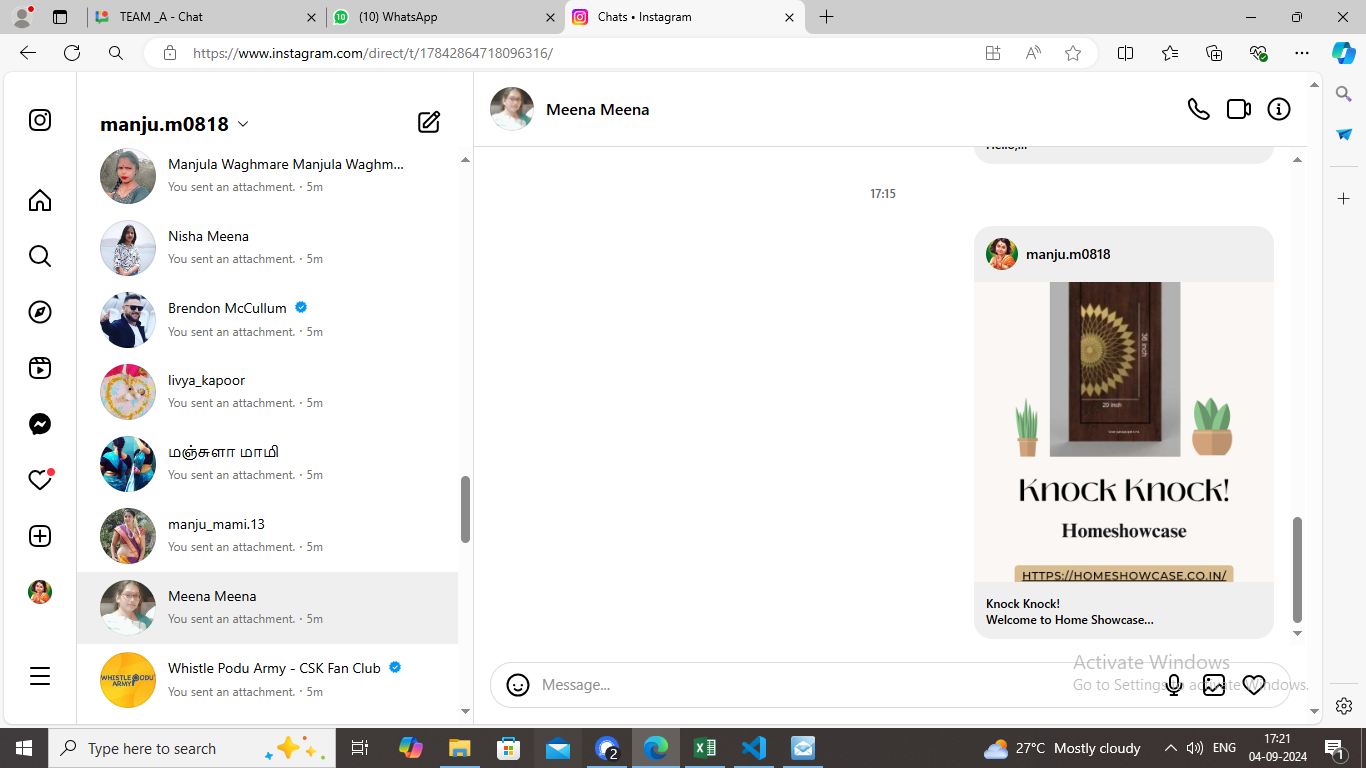 TEAM _A - Chat
(10) WhatsApp
Chats • Instagram
https://www.instagram.com/direct/t/17842864718096316/
manju.m0818
Manjula Waghmare Manjula Waghm...
You sent an attachment. · 5m
Nisha Meena
You sent an attachment. · 5m
Brendon McCullum
You sent an attachment. · 5m
livya_kapoor
You sent an attachment. · 5m
மஞ்சுளா மாமி
You sent an attachment. · 5m
manju_mami.13
You sent an attachment. · 5m
Meena Meena
You sent an attachment. · 5m
Whistle Podu Army - CSK Fan Club
WHISTLE PODU ARMY
You sent an attachment. · 5m
Meena Meena
Hello,...
17:15
manju.m0818
36 inch
20 inch
Knock Knock!
Homeshowcase
HTTPS://HOMESHOWCASE.CO.IN/
Knock Knock!
Welcome to Home Showcase...
Message...
Activate Windows
Go to Settings to activate Windows.
Type here to search
2
27°C Mostly cloudy
ENG
17:21
04-09-2024
1